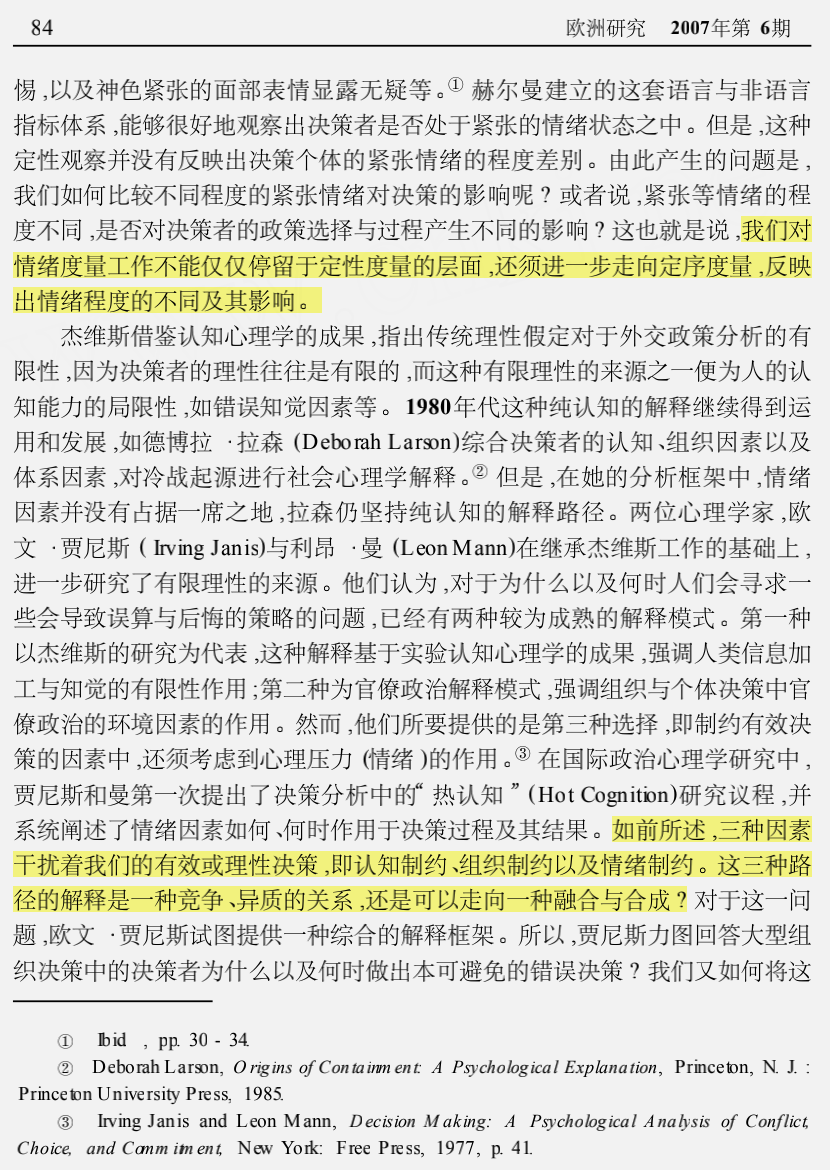 84
欧洲研究 2007年第 6期
惕 ,以及神色紧张的面部表情显露无疑等。① 赫尔曼建立的这套语言与非语言
指标体系 ,能够很好地观察出决策者是否处于紧张的情绪状态之中。但是 ,这种
定性观察并没有反映出决策个体的紧张情绪的程度差别。由此产生的问题是 ,
我们如何比较不同程度的紧张情绪对决策的影响呢 ? 或者说 ,紧张等情绪的程
度不同 ,是否对决策者的政策选择与过程产生不同的影响 ? 这也就是说 ,我们对
情绪度量工作不能仅仅停留于定性度量的层面 ,还须进一步走向定序度量 ,反映
出情绪程度的不同及其影响。
杰维斯借鉴认知心理学的成果 ,指出传统理性假定对于外交政策分析的有
限性 ,因为决策者的理性往往是有限的 ,而这种有限理性的来源之一便为人的认
知能力的局限性 ,如错误知觉因素等。1980年代这种纯认知的解释继续得到运
用和发展 ,如德博拉 ·拉森 (Deborah Larson)综合决策者的认知、组织因素以及
体系因素 ,对冷战起源进行社会心理学解释。② 但是 ,在她的分析框架中 ,情绪
因素并没有占据一席之地 ,拉森仍坚持纯认知的解释路径。两位心理学家 ,欧
文 ·贾尼斯 ( Irving Janis)与利昂 ·曼 (Leon Mann)在继承杰维斯工作的基础上 ,
进一步研究了有限理性的来源。他们认为 ,对于为什么以及何时人们会寻求一
些会导致误算与后悔的策略的问题 ,已经有两种较为成熟的解释模式。第一种
以杰维斯的研究为代表 ,这种解释基于实验认知心理学的成果 ,强调人类信息加
工与知觉的有限性作用 ;第二种为官僚政治解释模式 ,强调组织与个体决策中官
僚政治的环境因素的作用。然而 ,他们所要提供的是第三种选择 ,即制约有效决
策的因素中 ,还须考虑到心理压力 (情绪 )的作用。③ 在国际政治心理学研究中 ,
贾尼斯和曼第一次提出了决策分析中的“热认知 ”(Hot Cognition)研究议程 ,并
系统阐述了情绪因素如何、何时作用于决策过程及其结果。如前所述 ,三种因素
干扰着我们的有效或理性决策 ,即认知制约、组织制约以及情绪制约。这三种路
径的解释是一种竞争、异质的关系 ,还是可以走向一种融合与合成 ? 对于这一问
题 ,欧文 ·贾尼斯试图提供一种综合的解释框架。所以 ,贾尼斯力图回答大型组
织决策中的决策者为什么以及何时做出本可避免的错误决策 ? 我们又如何将这
① Ibid , pp. 30 - 34.
② Deborah Larson, Origins of Containment: A Psychological Explanation, Princeton, N. J. :
Princeton University Press, 1985.
③ Irving Janis and Leon Mann, Decision Making: A Psychological Analysis of Conflict,
Choice, and Commitment, New York: Free Press, 1977, p. 41.